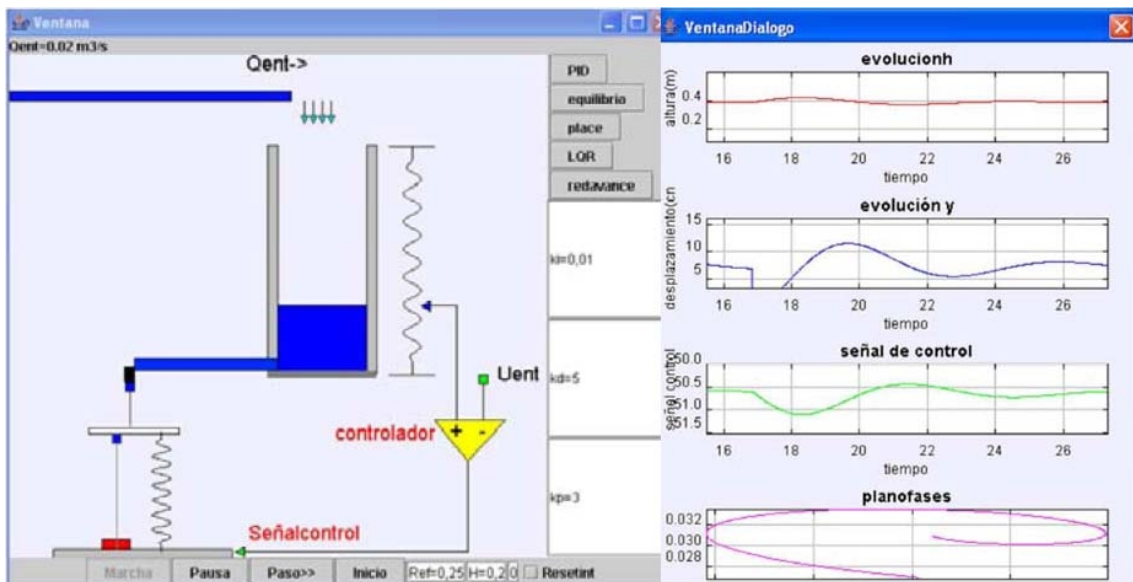 Ventana
Qent=0.02 m3/s
Qent->
PID
equilibrio
place
LQR
redavance
ki=0,01
kd=5
kp=3
Uent
controlador
+ -
Señalcontrol
Marcha
Pausa
Paso>>
Inicio
Ref=0,25
H=0,2
0
Resetint
VentanaDialogo
evolucionh
altura(m)
0.4
0.2
16 18 20 22 24 26
tiempo
evolución y
desplazamiento(cn
15
10
5
16 18 20 22 24 26
tiempo
señal de control
señal control
50.0
50.5
51.0
51.5
16 18 20 22 24 26
tiempo
planofases
0.032
0.030
0.028